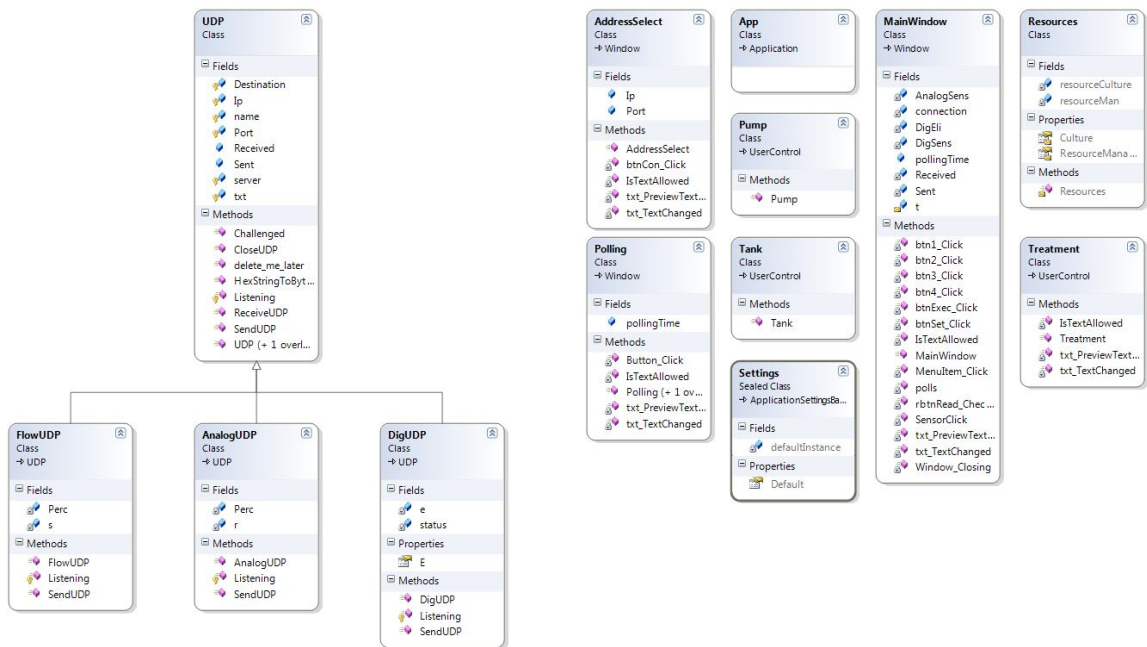 UDP
Class
Fields
Destination
Ip
name
Port
Received
Sent
server
txt
Methods
Challenged
CloseUDP
delete_me_later
HexStringToByt...
Listening
ReceiveUDP
SendUDP
UDP (+ 1 overl...
FlowUDP
Class
UDP
Fields
Perc
s
Methods
FlowUDP
Listening
SendUDP
AnalogUDP
Class
UDP
Fields
Perc
r
Methods
AnalogUDP
Listening
SendUDP
DigUDP
Class
UDP
Fields
e
status
Properties
E
Methods
DigUDP
Listening
SendUDP
AddressSelect
Class
Window
Fields
Ip
Port
Methods
AddressSelect
btnCon_Click
IsTextAllowed
txt_PreviewText...
txt_TextChanged
Polling
Class
Window
Fields
pollingTime
Methods
Button_Click
IsTextAllowed
Polling (+ 1 ov...
txt_PreviewText...
txt_TextChanged
App
Class
Application
Pump
Class
UserControl
Methods
Pump
Tank
Class
UserControl
Methods
Tank
Settings
Sealed Class
ApplicationSettingsBa...
Fields
defaultInstance
Properties
Default
MainWindow
Class
Window
Fields
AnalogSens
connection
DigEli
DigSens
pollingTime
Received
Sent
t
Methods
btn1_Click
btn2_Click
btn3_Click
btn4_Click
btnExec_Click
btnSet_Click
IsTextAllowed
MainWindow
MenuItem_Click
polls
rbtnRead_Chec...
SensorClick
txt_PreviewText...
txt_TextChanged
Window_Closing
Resources
Class
Fields
resourceCulture
resourceMan
Properties
Culture
ResourceMana...
Methods
Resources
Treatment
Class
UserControl
Methods
IsTextAllowed
Treatment
txt_PreviewText...
txt_TextChanged